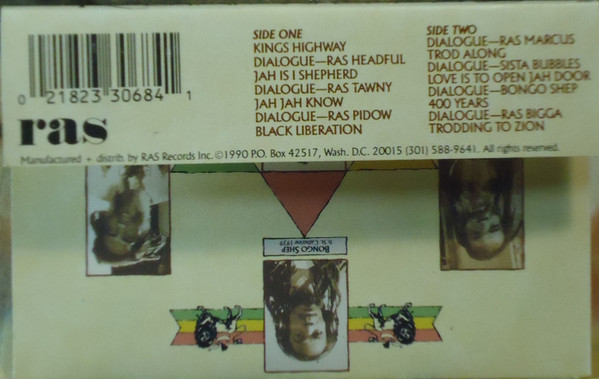 SIDE ONE
KINGS HIGHWAY
DIALOGUE—RAS HEADFUL
JAH IS I SHEPHERD
DIALOGUE—RAS TAWNY
JAH JAH KNOW
DIALOGUE—RAS PIDOW
BLACK LIBERATION
SIDE TWO
DIALOGUE—RAS MARCUS
TROD ALONG
DIALOGUE—SISTA BUBBLES
LOVE IS TO OPEN JAH DOOR
DIALOGUE—BONGO SHEP
400 YEARS
DIALOGUE—RAS BIGGA
TRODDING TO ZION
0 21823 30684 1
ras
Manufactured + distrib. by RAS Records Inc. ©1990 P.O. Box 42517, Wash. D.C. 20015 (301) 588-9641. All rights reserved.
BONGO SHEP
b. St. Catherine 1939